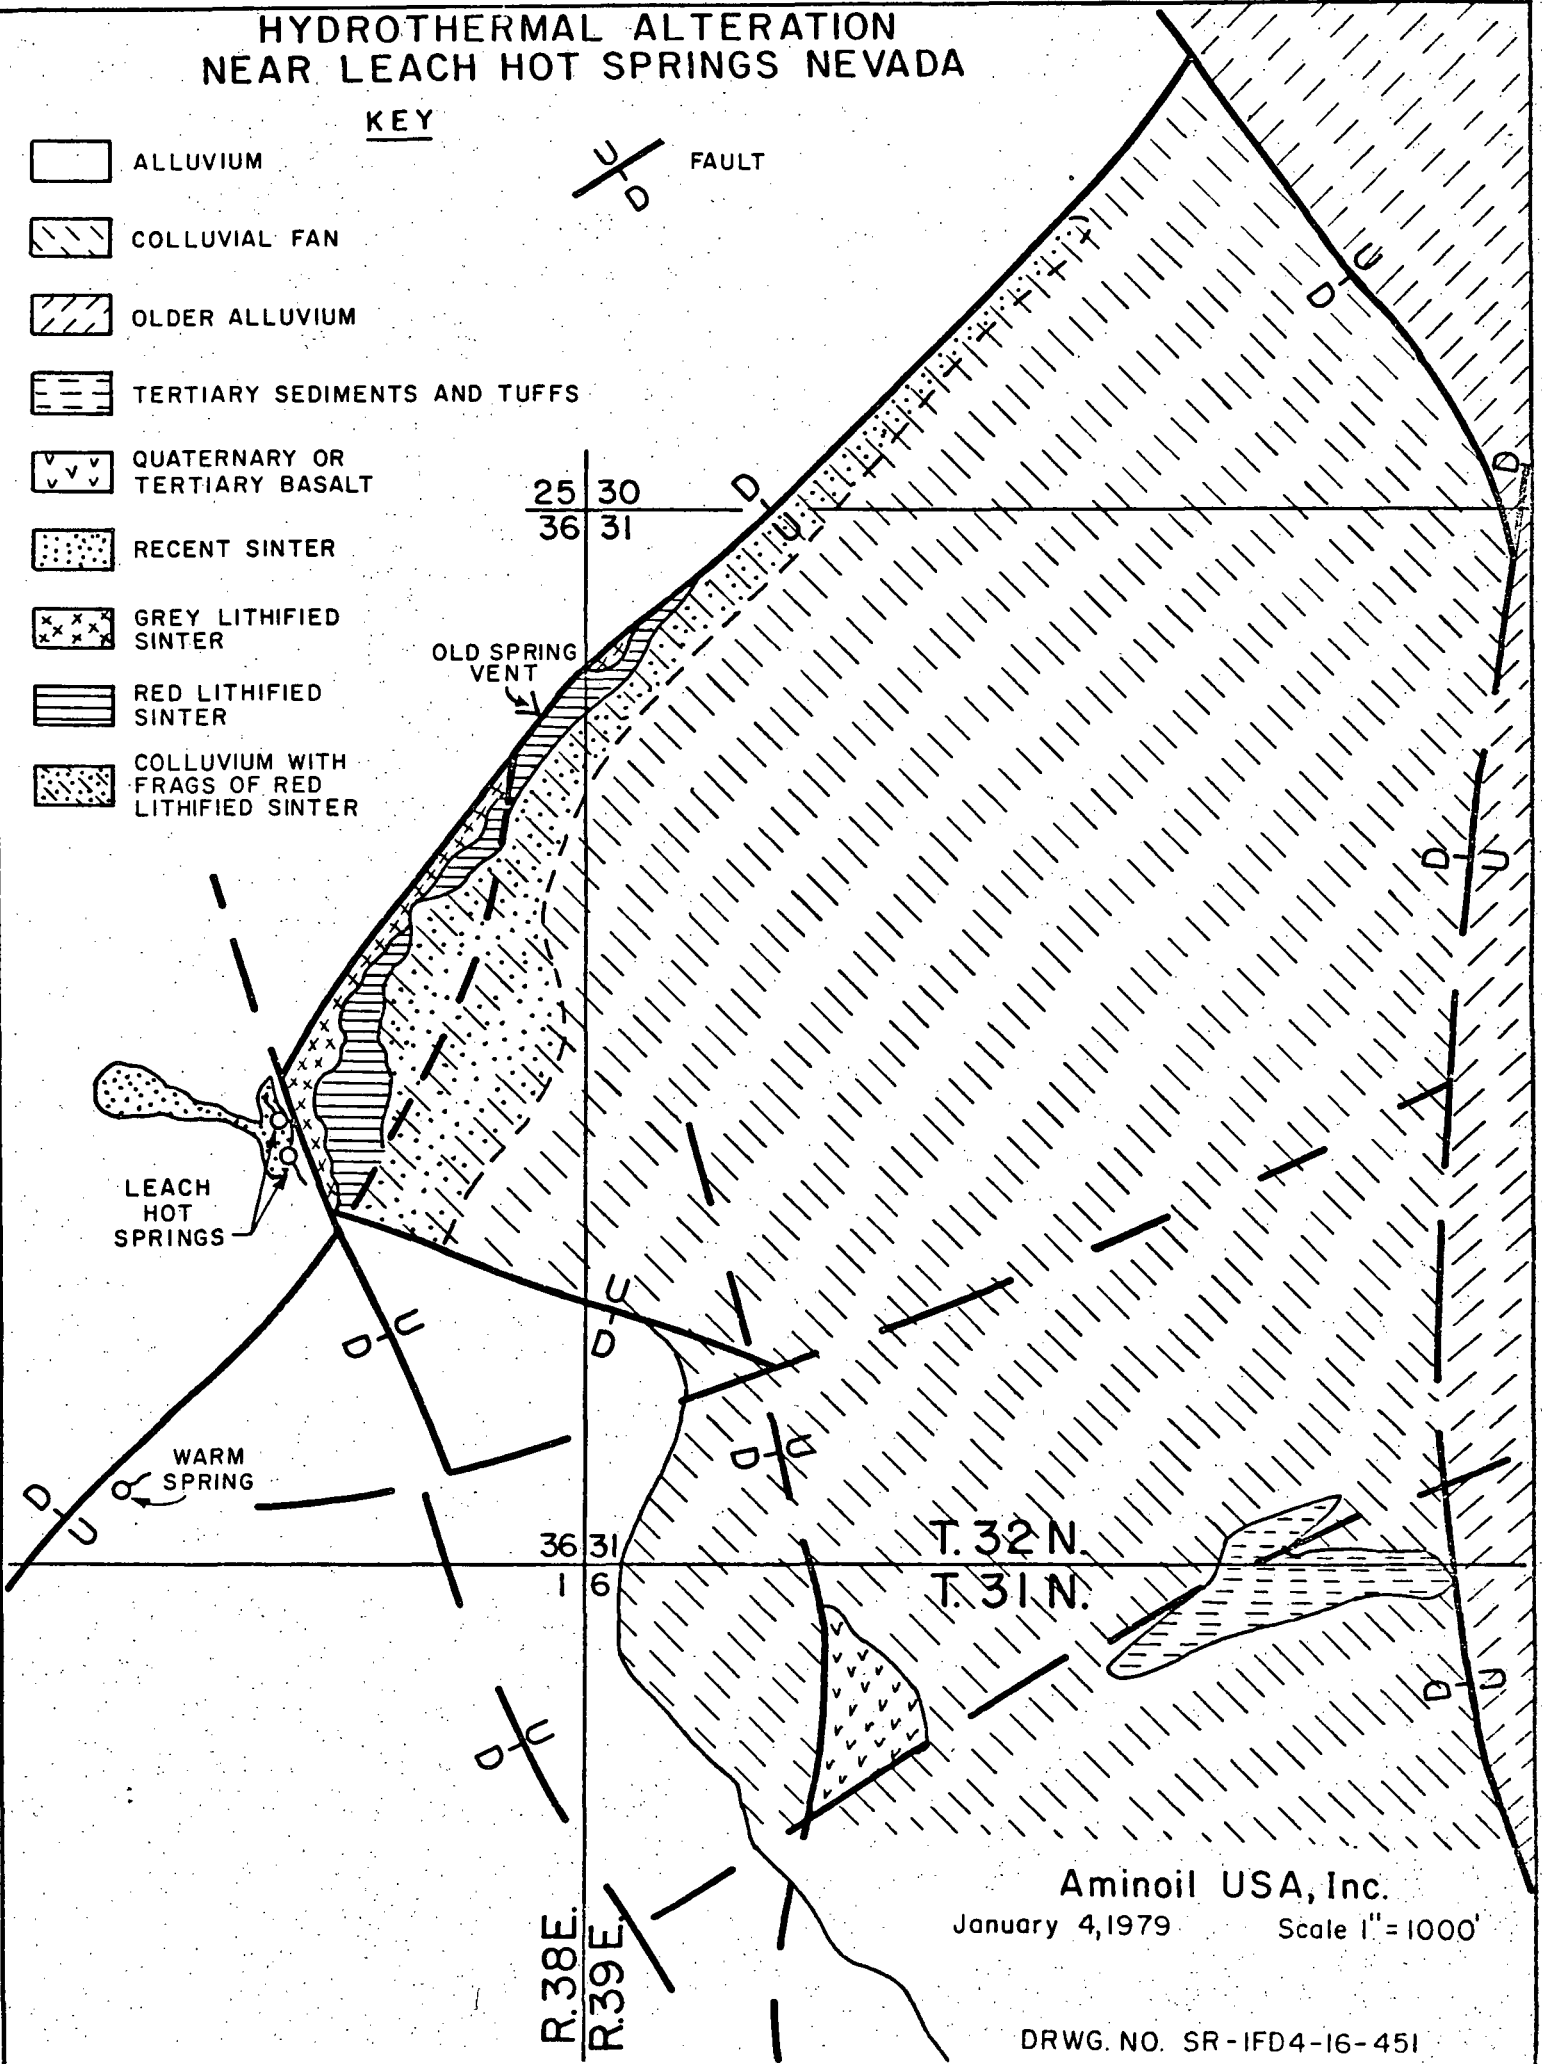 HYDROTHERMAL ALTERATION
NEAR LEACH HOT SPRINGS NEVADA
KEY
ALLUVIUM
U
D
FAULT
COLLUVIAL FAN
OLDER ALLUVIUM
TERTIARY SEDIMENTS AND TUFFS
QUATERNARY OR
TERTIARY BASALT
RECENT SINTER
GREY LITHIFIED
SINTER
RED LITHIFIED
SINTER
COLLUVIUM WITH
FRAGS OF RED
LITHIFIED SINTER
U
D
D
25 30
36 31
D
U
OLD SPRING
VENT
D U
LEACH
HOT
SPRINGS
U
D
U
D
D U
WARM
SPRING
D
U
36 31
1 6
T. 32 N.
T. 31 N.
D U
U
D
R.38E.
R.39E.
Aminoil USA, Inc.
January 4, 1979 Scale 1" = 1000'
DRWG. NO. SR-1FD4-16-451